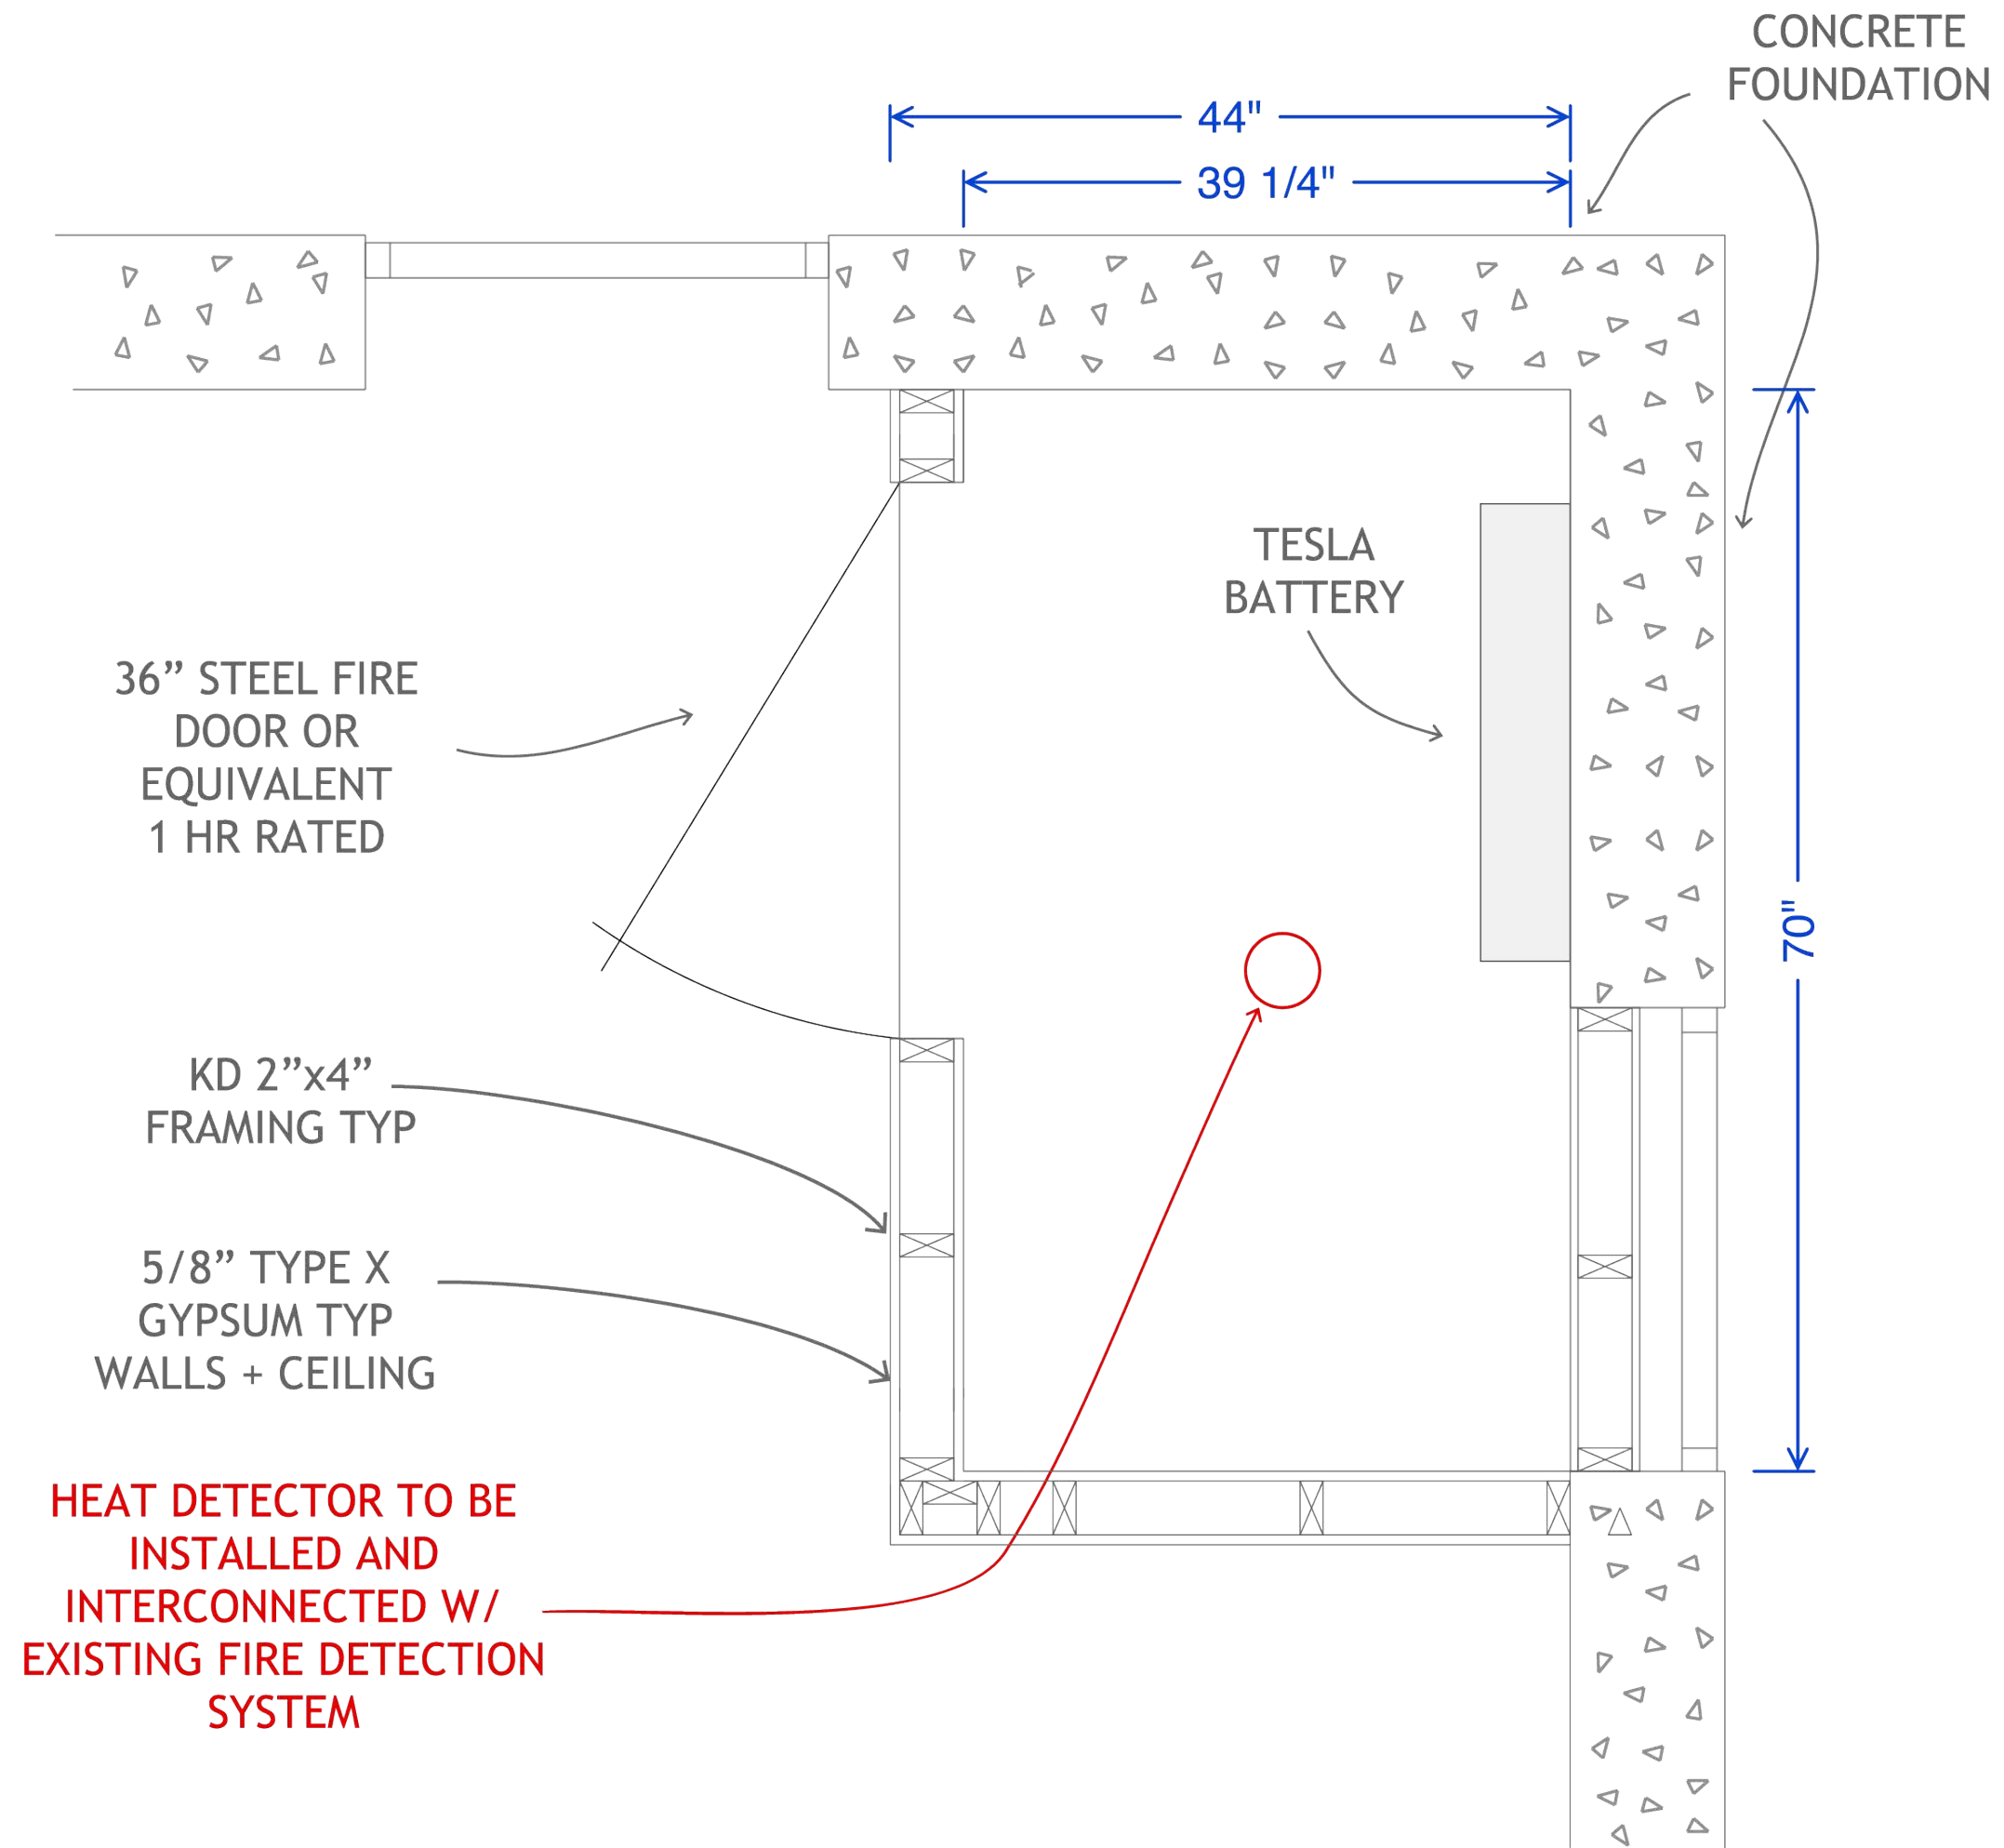 CONCRETE
FOUNDATION
44"
39 1/4"
TESLA
BATTERY
36” STEEL FIRE
DOOR OR
EQUIVALENT
1 HR RATED
70"
KD 2”x4”
FRAMING TYP
5/8” TYPE X
GYPSUM TYP
WALLS + CEILING
HEAT DETECTOR TO BE
INSTALLED AND
INTERCONNECTED W/
EXISTING FIRE DETECTION
SYSTEM